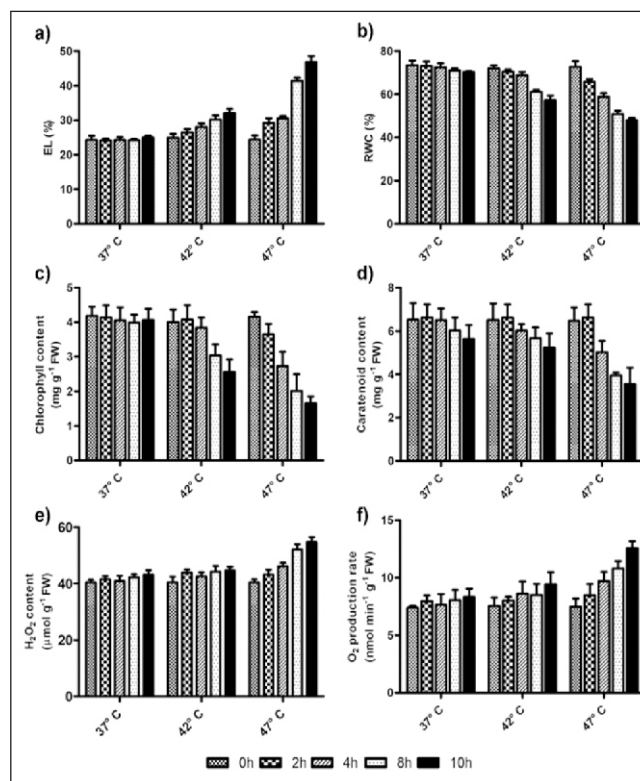 a)
50
40
30
20
10
0
EL (%)
37° C
42° C
47° C
b)
80
60
40
20
0
RWC (%)
37° C
42° C
47° C
c)
5
4
3
2
1
0
Chlorophyll content
(mg g⁻¹ FW)
37° C
42° C
47° C
d)
8
6
4
2
0
Caratenoid content
(mg g⁻¹ FW)
37° C
42° C
47° C
e)
60
40
20
0
H₂O₂ content
(μmol g⁻¹ FW)
37° C
42° C
47° C
f)
15
10
5
0
O₂ production rate
(nmol min⁻¹ g⁻¹ FW)
37° C
42° C
47° C
0h 2h 4h 8h 10h